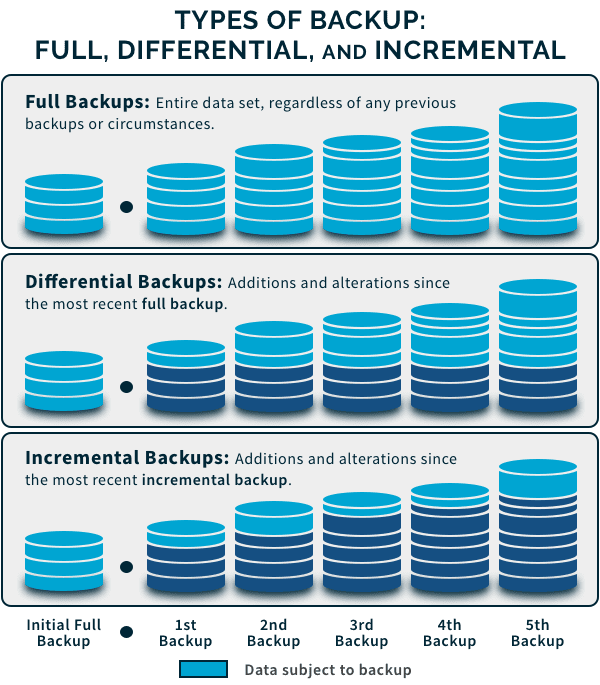 TYPES OF BACKUP:
FULL, DIFFERENTIAL, AND INCREMENTAL
Full Backups: Entire data set, regardless of any previous
backups or circumstances.
Differential Backups: Additions and alterations since
the most recent full backup.
Incremental Backups: Additions and alterations since
the most recent incremental backup.
Initial Full
Backup
1st
Backup
2nd
Backup
3rd
Backup
4th
Backup
5th
Backup
Data subject to backup